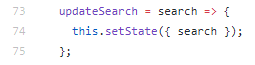 73 updateSearch = search => {
74 this.setState({ search });
75 };